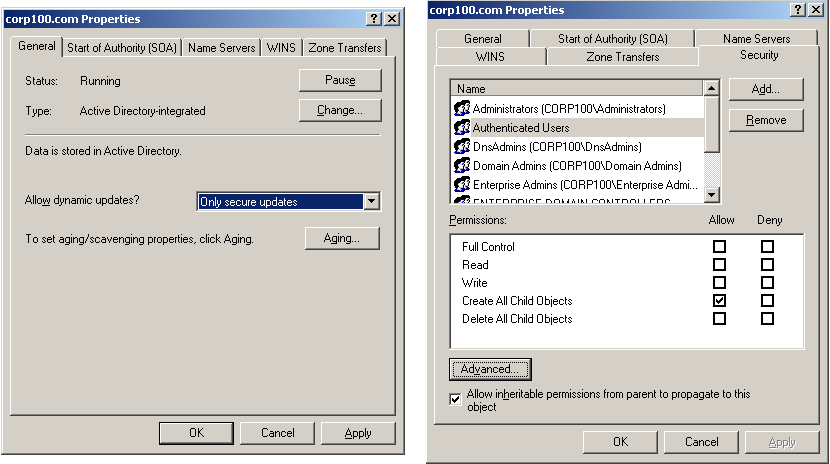 corp100.com Properties
General Start of Authority (SOA) Name Servers WINS Zone Transfers
Status: Running Pause
Type: Active Directory-integrated Change...
Data is stored in Active Directory.
Allow dynamic updates? Only secure updates
To set aging/scavenging properties, click Aging. Aging...
OK Cancel Apply
corp100.com Properties
General Start of Authority (SOA) Name Servers
WINS Zone Transfers Security
Name
Administrators (CORP100\Administrators)
Authenticated Users
DnsAdmins (CORP100\DnsAdmins)
Domain Admins (CORP100\Domain Admins)
Enterprise Admins (CORP100\Enterprise Admi...
ENTERPRISE DOMAIN CONTROLLERS
Add...
Remove
Permissions: Allow Deny
Full Control
Read
Write
Create All Child Objects
Delete All Child Objects
Advanced...
Allow inheritable permissions from parent to propagate to this
object
OK Cancel Apply